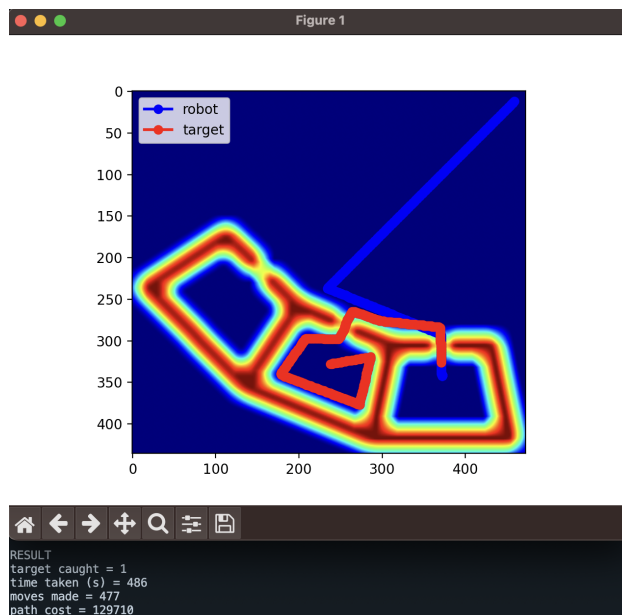 Figure 1
0
robot
target
50
100
150
200
250
300
350
400
0 100 200 300 400
RESULT
target caught = 1
time taken (s) = 486
moves made = 477
path cost = 129710